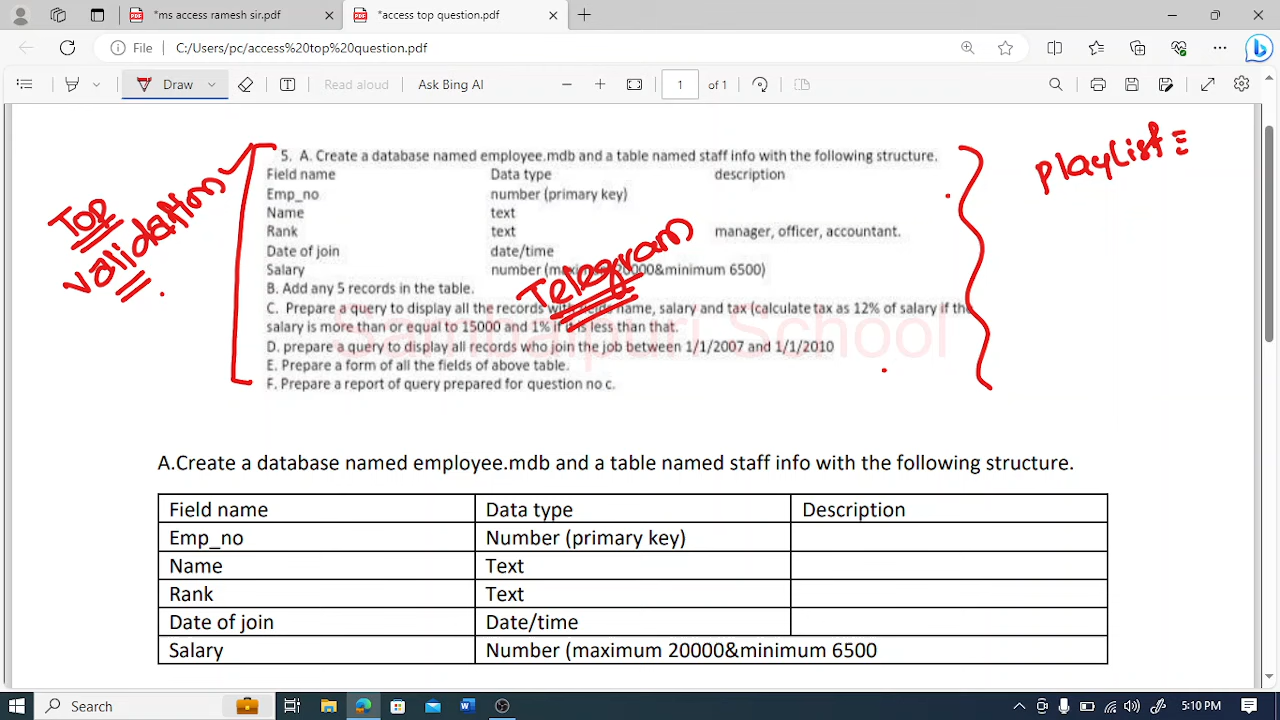 *ms access ramesh sir.pdf
*access top question.pdf
File C:/Users/pc/access%20top%20question.pdf
Draw Read aloud Ask Bing AI 1 of 1
5. A. Create a database named employee.mdb and a table named staff info with the following structure.
Field name Data type description
Emp_no number (primary key)
Name text
Rank text manager, officer, accountant.
Date of join date/time
Salary number (maximum 20000&minimum 6500)
B. Add any 5 records in the table.
C. Prepare a query to display all the records with fields name, salary and tax (calculate tax as 12% of salary if the
salary is more than or equal to 15000 and 1% if it is less than that.
D. prepare a query to display all records who join the job between 1/1/2007 and 1/1/2010
E. Prepare a form of all the fields of above table.
F. Prepare a report of query prepared for question no c.
Top
Validation
Telegram
PlayList
School
A.Create a database named employee.mdb and a table named staff info with the following structure.
Field name Data type Description
Emp_no Number (primary key)
Name Text
Rank Text
Date of join Date/time
Salary Number (maximum 20000&minimum 6500
Search 5:10 PM